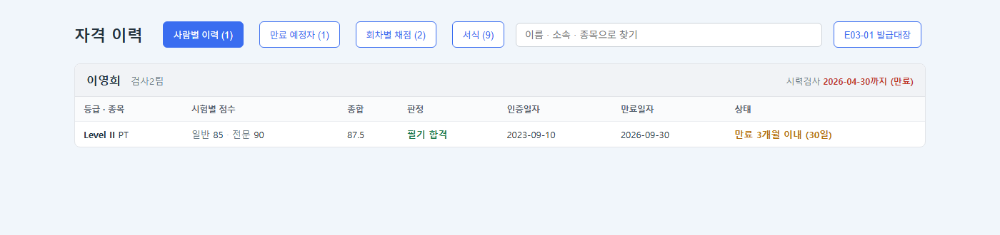 자격 이력 사람별 이력 (1) 만료 예정자 (1) 회차별 채점 (2) 서식 (9) 이름 · 소속 · 종목으로 찾기 E03-01 발급대장
이영희 검사2팀 시력검사 2026-04-30까지 (만료)
등급 · 종목 시험별 점수 종합 판정 인증일자 만료일자 상태
Level II PT 일반 85 · 전문 90 87.5 필기 합격 2023-09-10 2026-09-30 만료 3개월 이내 (30일)